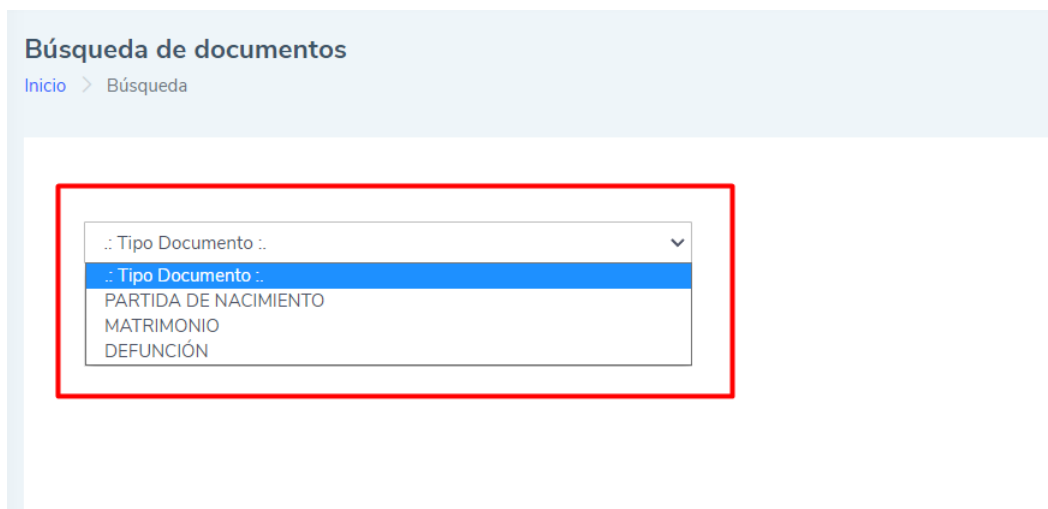 Búsqueda de documentos
Inicio > Búsqueda
.: Tipo Documento :.
.: Tipo Documento :.
PARTIDA DE NACIMIENTO
MATRIMONIO
DEFUNCIÓN